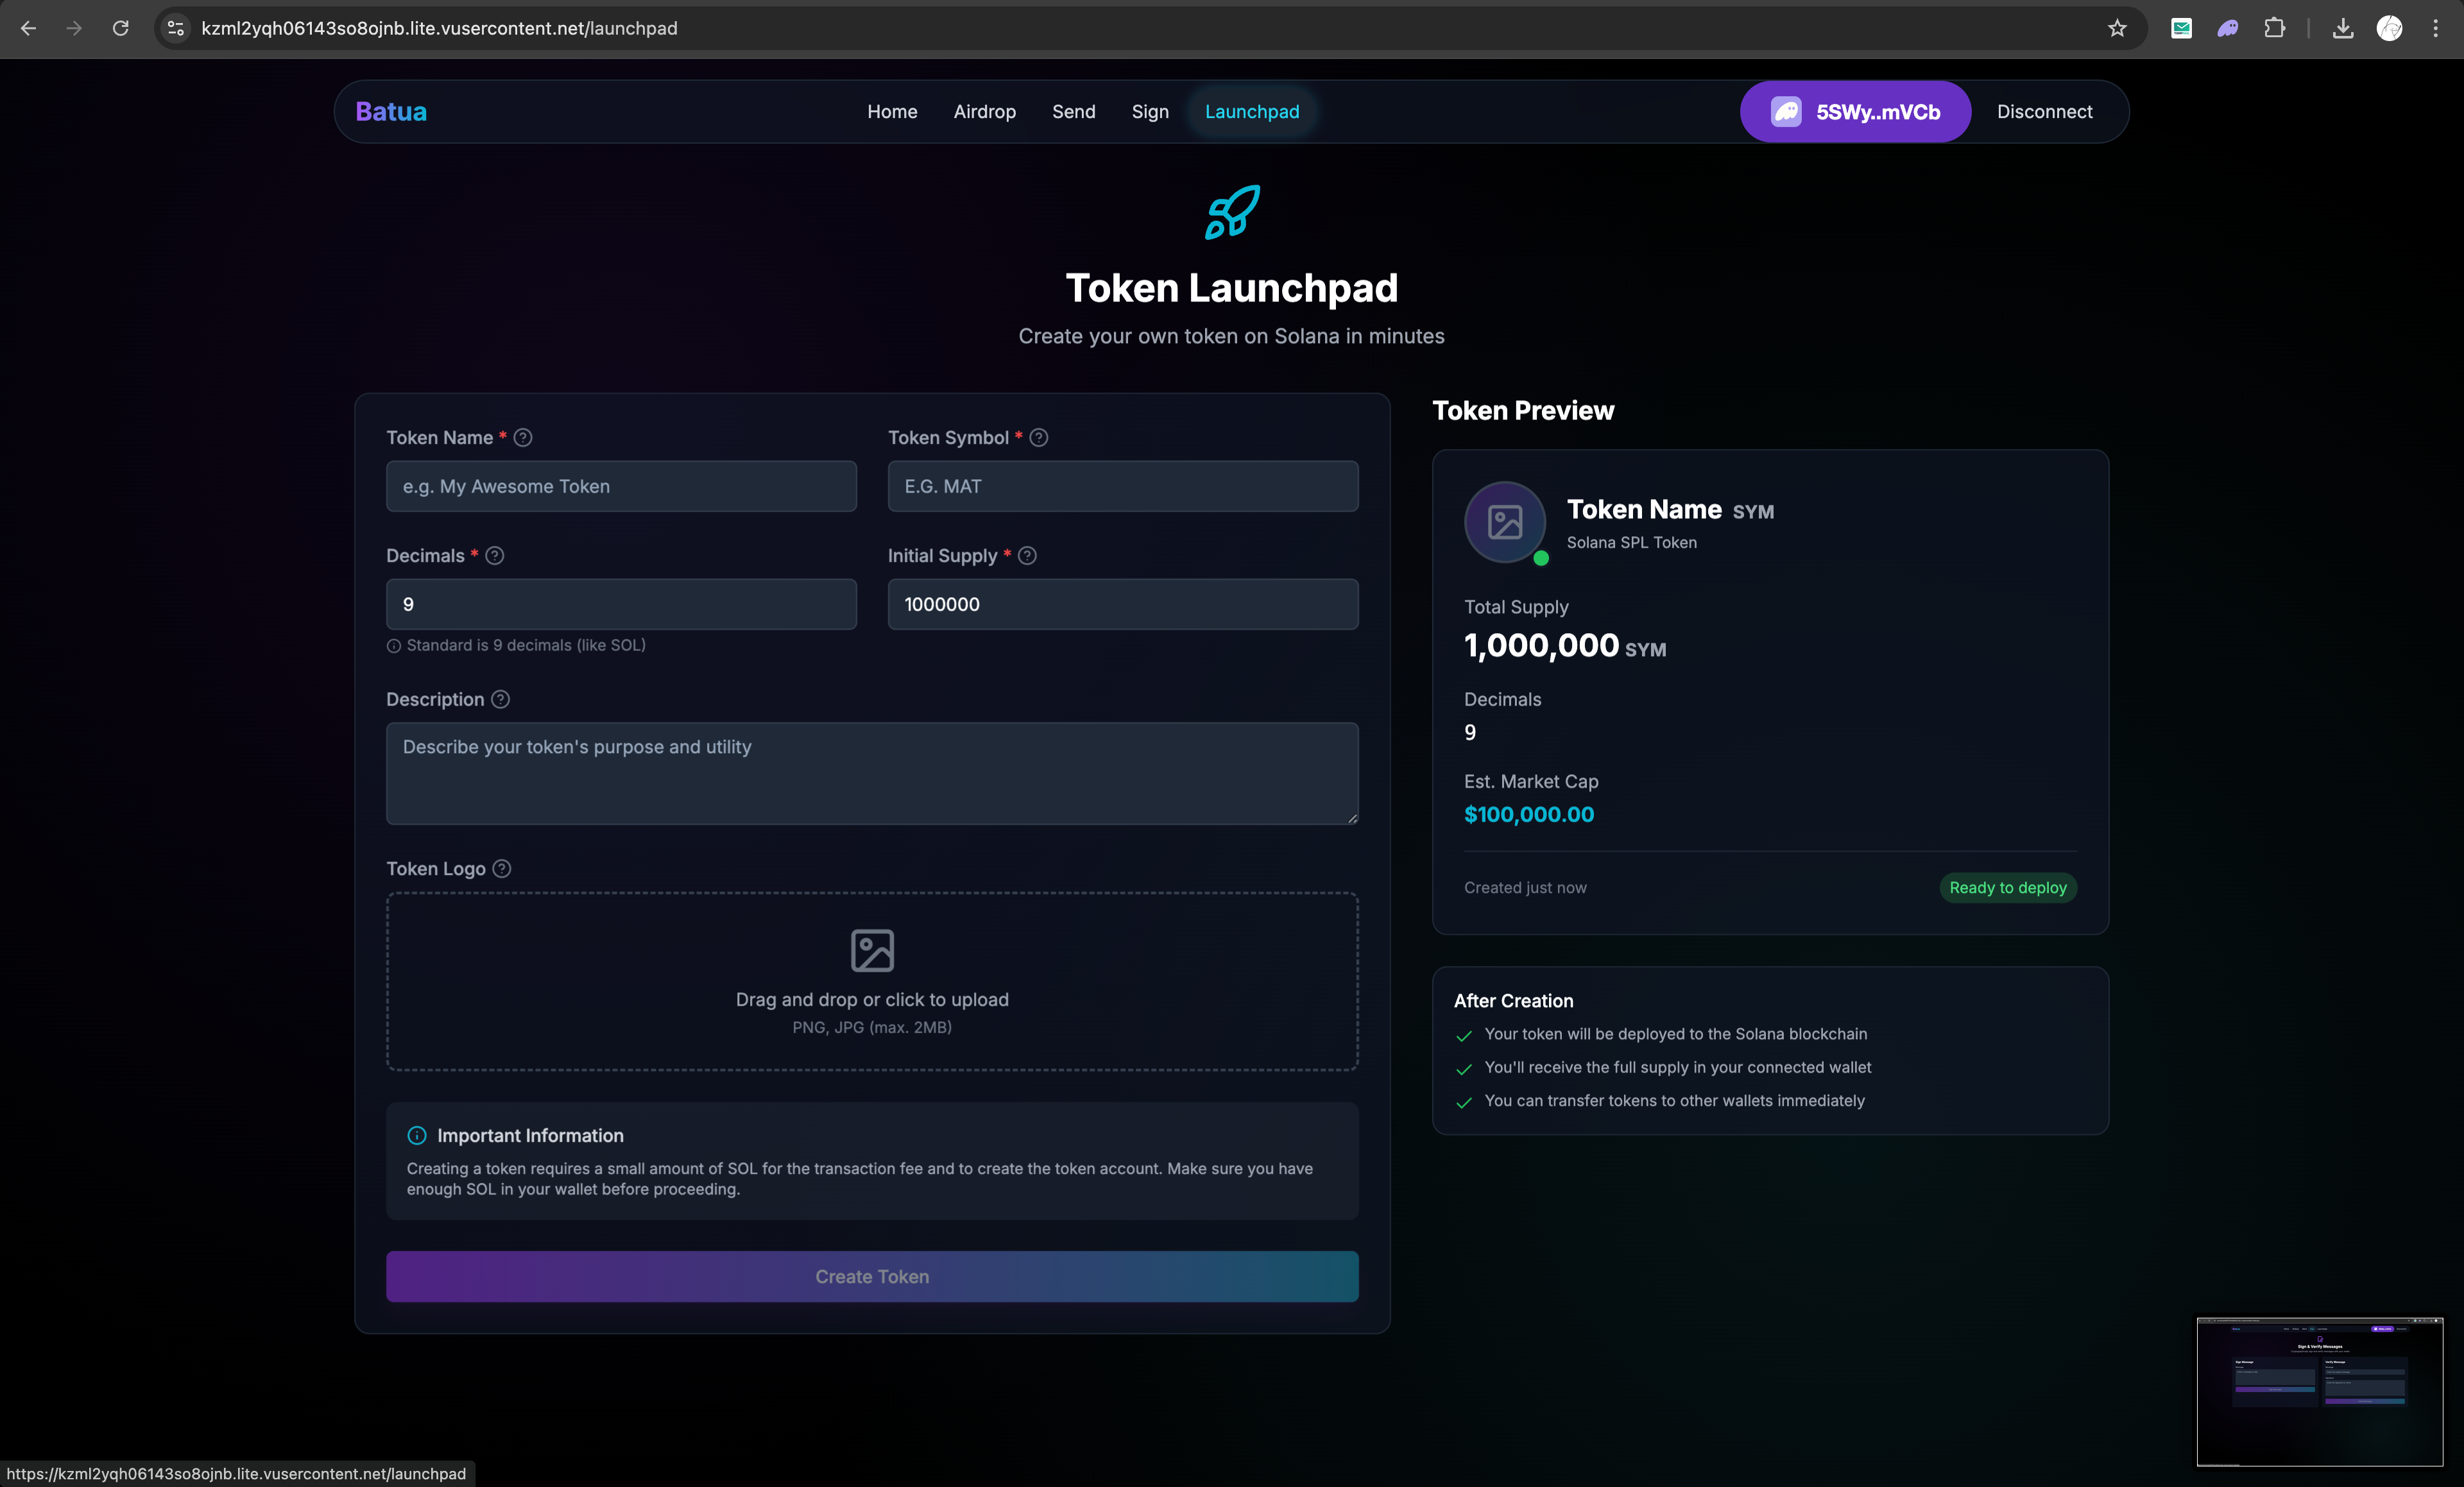 kzml2yqh06143so8ojnb.lite.vusercontent.net/launchpad
Batua
Home
Airdrop
Send
Sign
Launchpad
5SWy..mVCb
Disconnect
Token Launchpad
Create your own token on Solana in minutes
Token Name *
e.g. My Awesome Token
Token Symbol *
E.G. MAT
Decimals *
9
Standard is 9 decimals (like SOL)
Initial Supply *
1000000
Description
Describe your token's purpose and utility
Token Logo
Drag and drop or click to upload
PNG, JPG (max. 2MB)
Important Information
Creating a token requires a small amount of SOL for the transaction fee and to create the token account. Make sure you have
enough SOL in your wallet before proceeding.
Create Token
Token Preview
Token Name SYM
Solana SPL Token
Total Supply
1,000,000 SYM
Decimals
9
Est. Market Cap
$100,000.00
Created just now
Ready to deploy
After Creation
Your token will be deployed to the Solana blockchain
You'll receive the full supply in your connected wallet
You can transfer tokens to other wallets immediately
Sign & Verify Messages
https://kzml2yqh06143so8ojnb.lite.vusercontent.net/launchpad